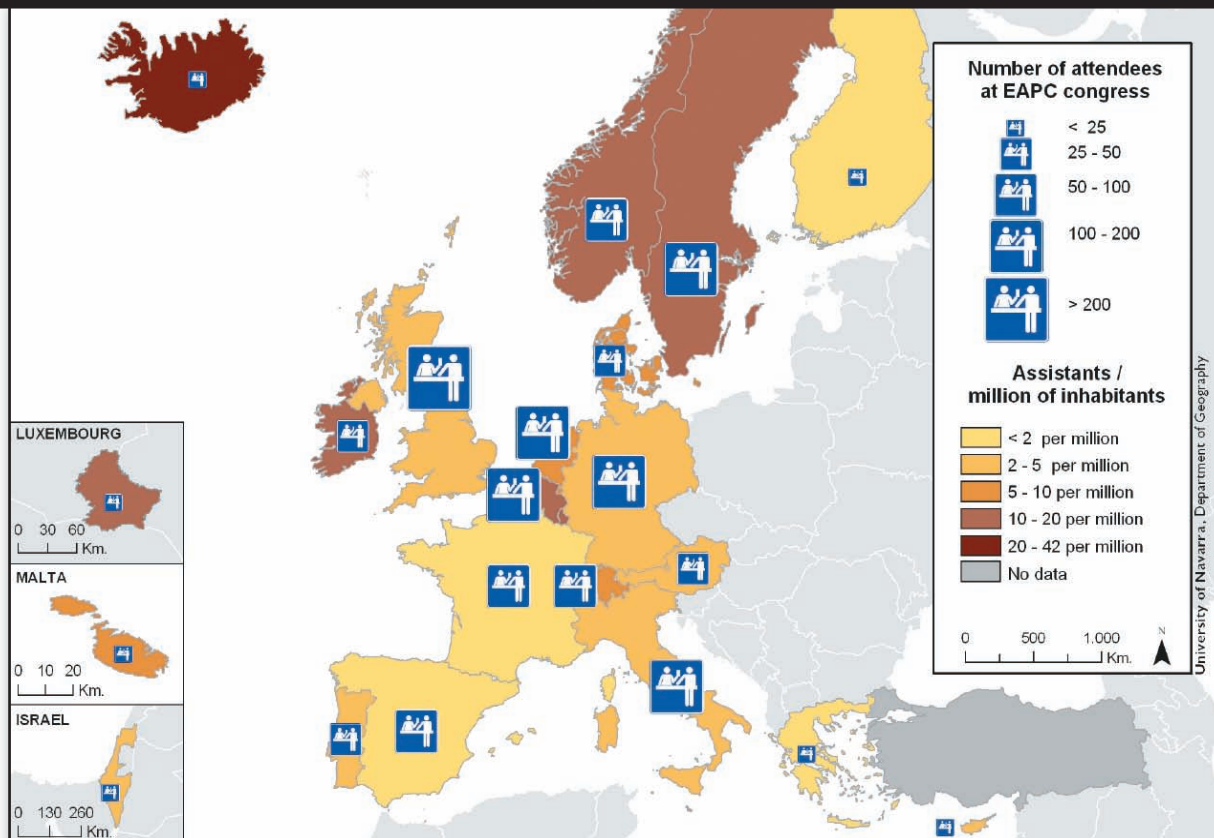 Number of attendees
at EAPC congress
< 25
25 - 50
50 - 100
100 - 200
> 200
Assistants /
million of inhabitants
< 2 per million
2 - 5 per million
5 - 10 per million
10 - 20 per million
20 - 42 per million
No data
0 500 1.000
Km.
N
University of Navarra, Department of Geography
LUXEMBOURG
0 30 60
Km.
MALTA
0 10 20
Km.
ISRAEL
0 130 260
Km.